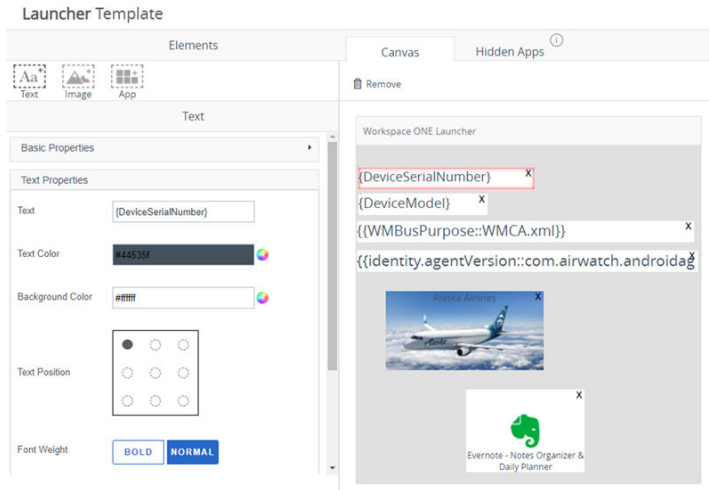 Launcher Template
Elements
Canvas
Hidden Apps
i
Text
Image
App
Remove
Text
Workspace ONE Launcher
Basic Properties
Text Properties
Text
{DeviceSerialNumber}
Text Color
#44535f
Background Color
#ffffff
Text Position
Font Weight
BOLD
NORMAL
{DeviceSerialNumber}
X
{DeviceModel}
X
{{WMBusPurpose::WMCA.xml}}
X
{{identity.agentVersion::com.airwatch.androidag
X
Alaska Airlines
X
Alaska
X
Evernote - Notes Organizer &
Daily Planner